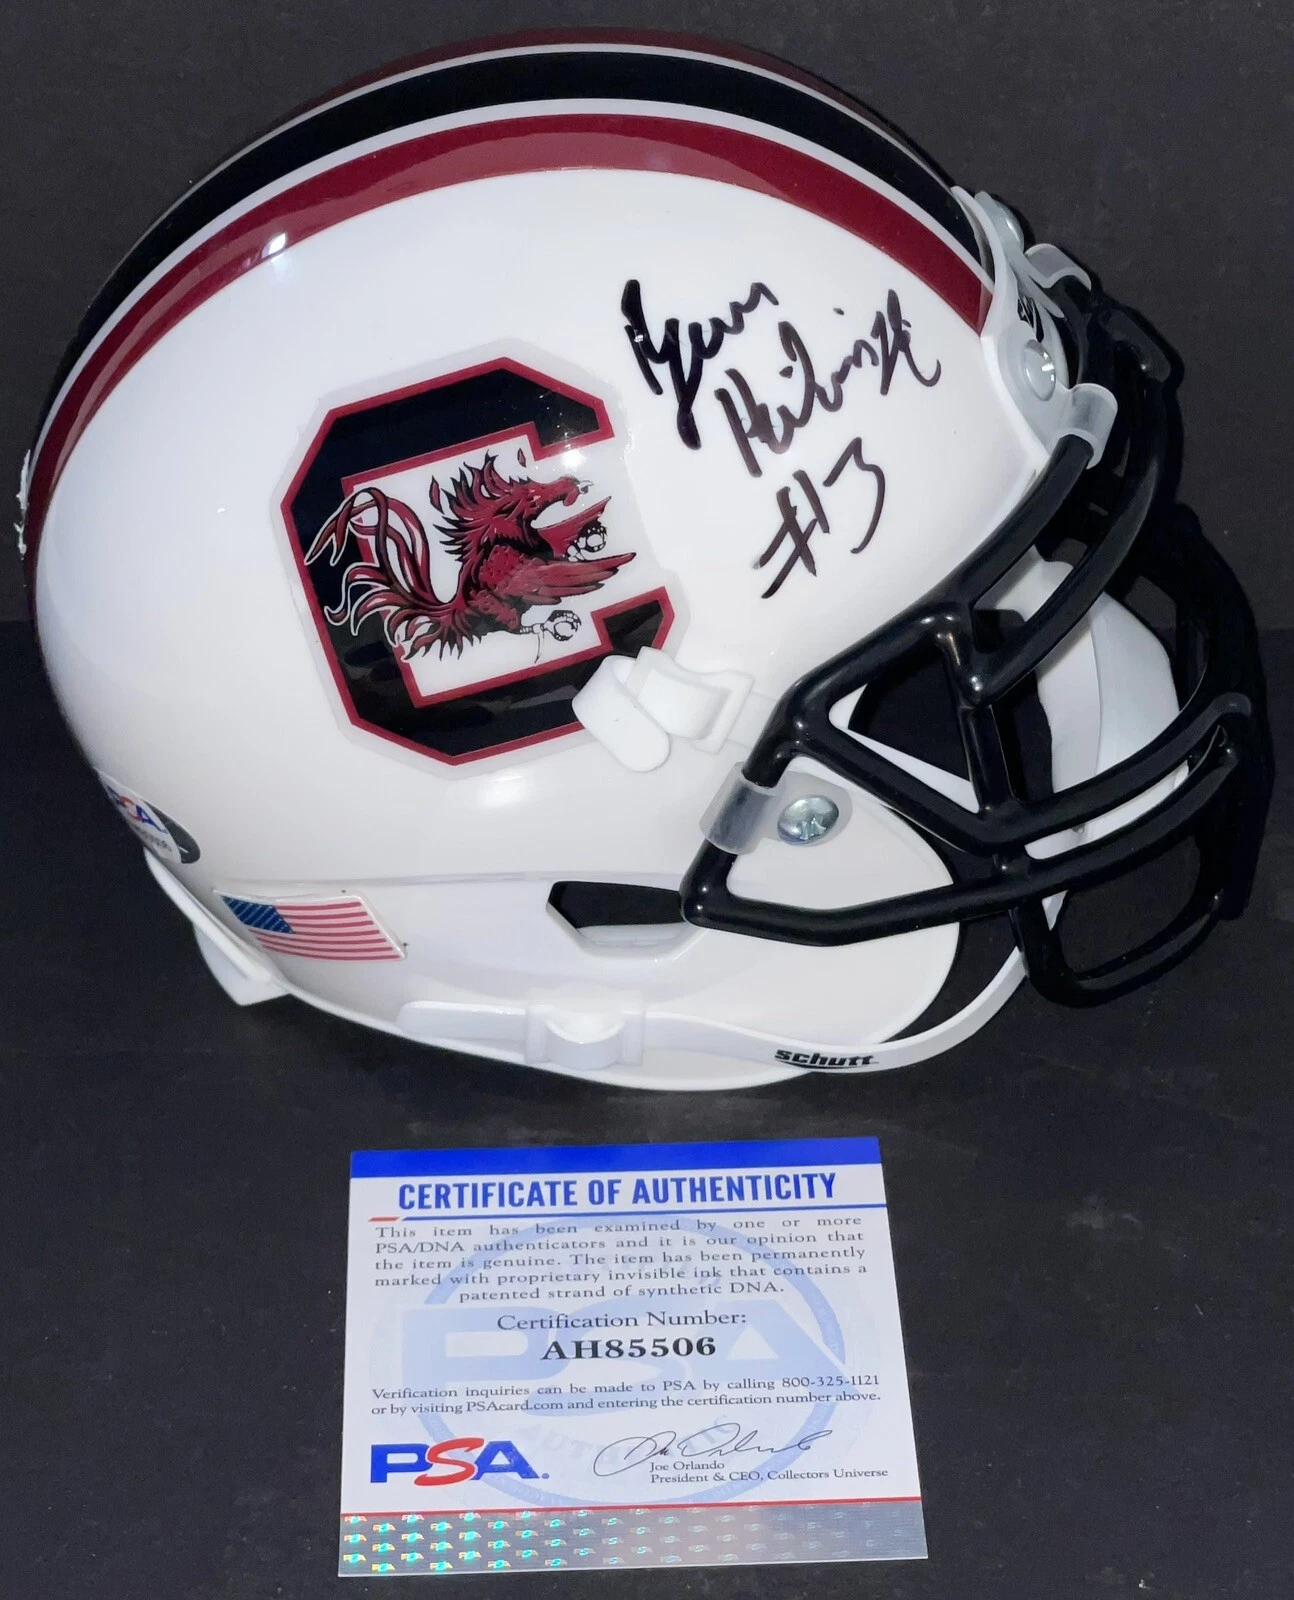 Ryan
Hilinski
#13
PSA
schutt
CERTIFICATE OF AUTHENTICITY
This item has been examined by one or more
PSA/DNA authenticators and it is our opinion that
the item is genuine. The item has been permanently
marked with proprietary invisible ink that contains a
patented strand of synthetic DNA.
Certification Number:
AH85506
Verification inquiries can be made to PSA by calling 800-325-1121
or by visiting PSAcard.com and entering the certification number above.
PSA.
Joe Orlando
President & CEO, Collectors Universe